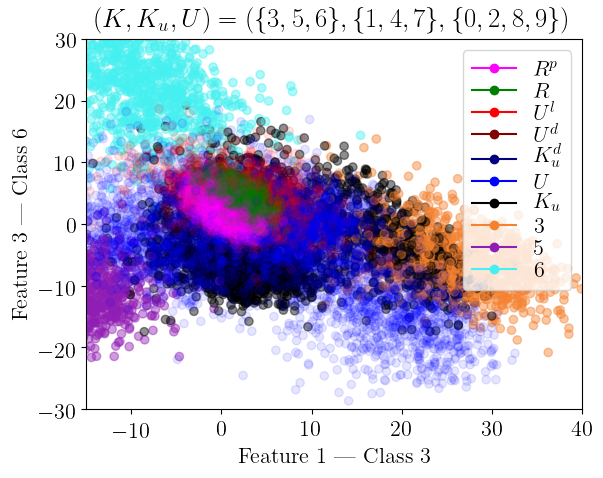 (K, K_u, U) = ({3, 5, 6}, {1, 4, 7}, {0, 2, 8, 9})
30
20
10
0
−10
−20
−30
Feature 3 — Class 6
R^p
R
U^l
U^d
K_u^d
U
K_u
3
5
6
−10 0 10 20 30 40
Feature 1 — Class 3